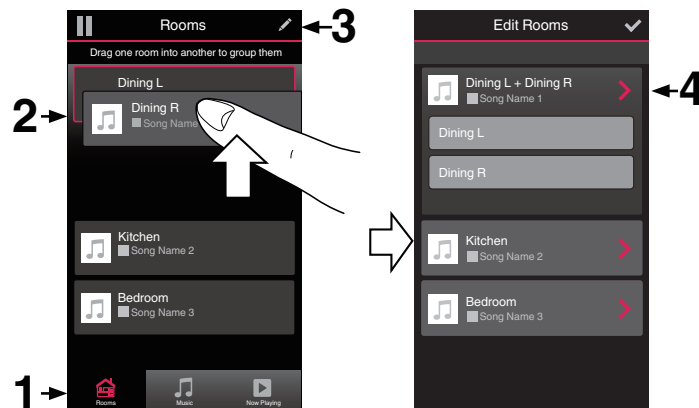 Rooms
3
Drag one room into another to group them
Dining L
2
Dining R
Song Name
Kitchen
Song Name 2
Bedroom
Song Name 3
1
Rooms
Music
Now Playing
Edit Rooms
Dining L + Dining R
Song Name 1
4
Dining L
Dining R
Kitchen
Song Name 2
Bedroom
Song Name 3